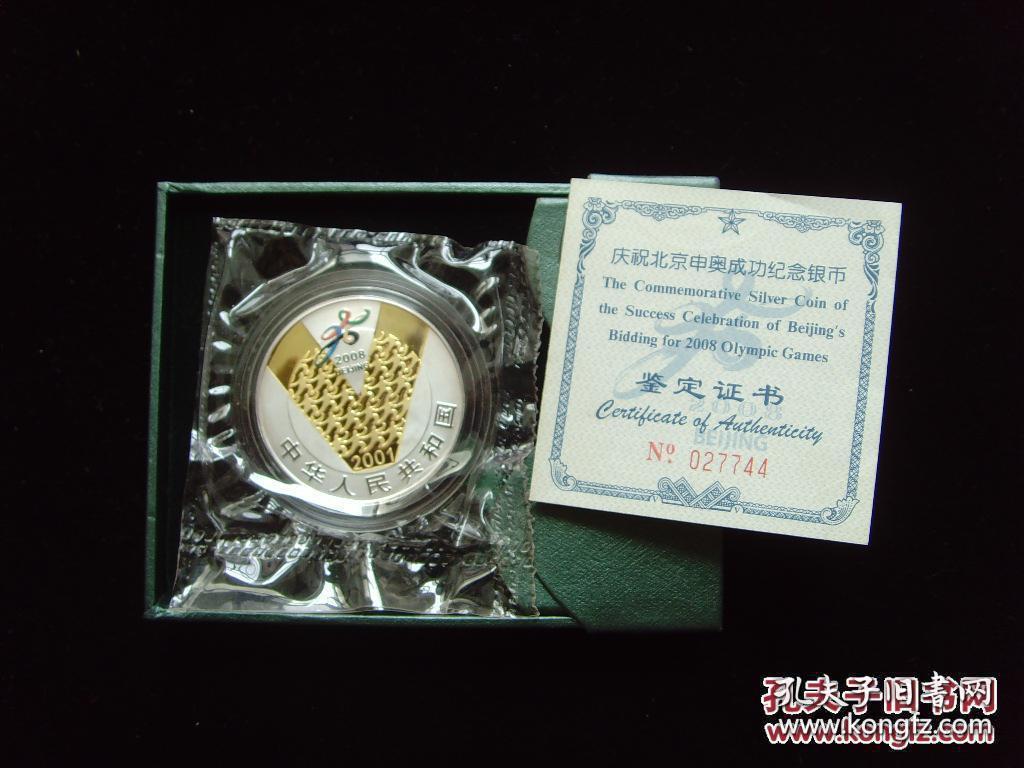 2008
BEIJING
2001
中华人民共和国
庆祝北京申奥成功纪念银币
The Commemorative Silver Coin of
the Success Celebration of Beijing's
Bidding for 2008 Olympic Games
鉴定证书
2008
Certificate of Authenticity
BEIJING
Nº 027744
孔夫子旧書网
www.kongfz.com